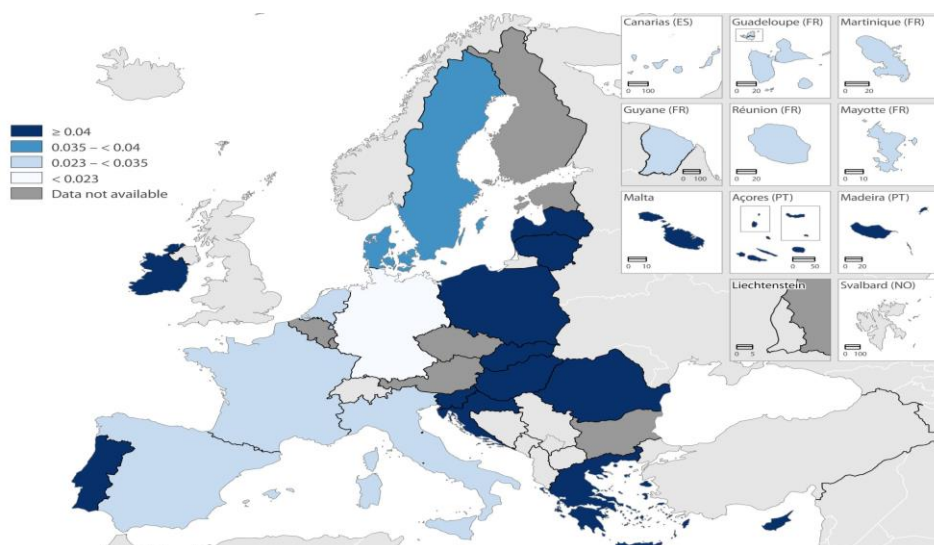 ≥ 0.04
0.035 – < 0.04
0.023 – < 0.035
< 0.023
Data not available
Canarias (ES)
0 100
Guadeloupe (FR)
0 20
Martinique (FR)
0 20
Guyane (FR)
0 100
Réunion (FR)
0 20
Mayotte (FR)
0 10
Malta
0 10
Açores (PT)
0 50
Madeira (PT)
0 20
Liechtenstein
0 5
Svalbard (NO)
0 100